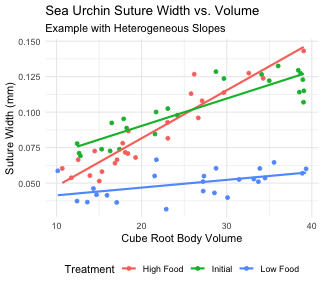 Sea Urchin Suture Width vs. Volume
Example with Heterogeneous Slopes
Suture Width (mm)
0.150
0.125
0.100
0.075
0.050
10 20 30 40
Cube Root Body Volume
Treatment High Food Initial Low Food